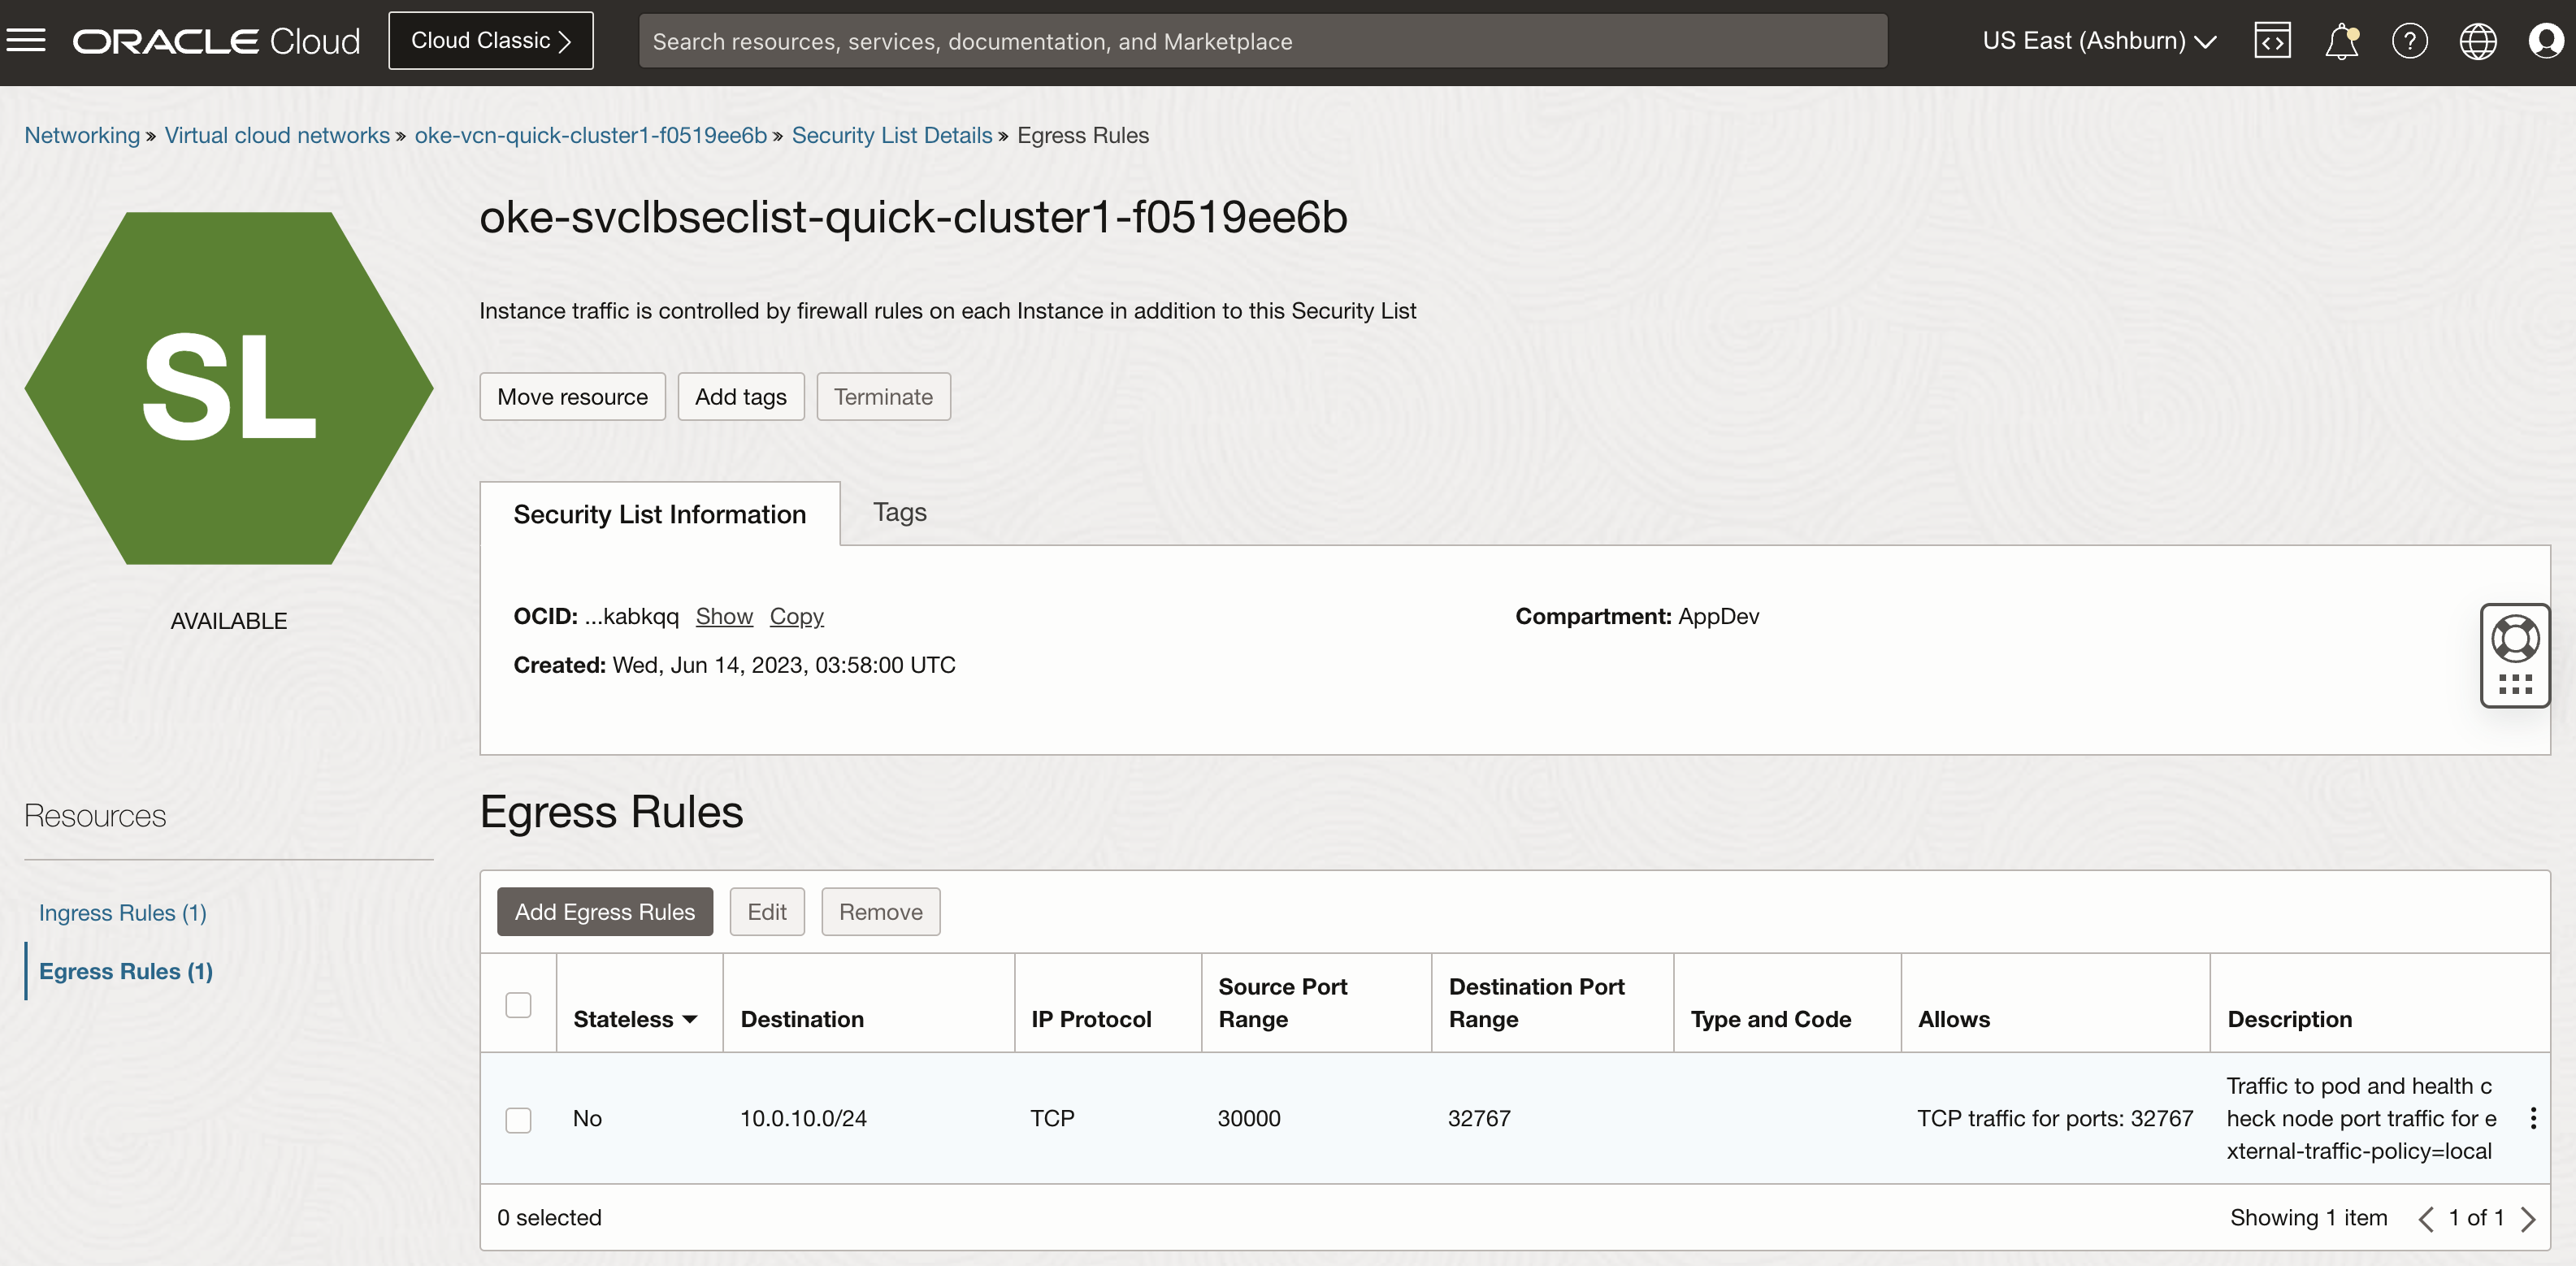 ORACLE Cloud
Cloud Classic
Search resources, services, documentation, and Marketplace
US East (Ashburn)
Networking » Virtual cloud networks » oke-vcn-quick-cluster1-f0519ee6b » Security List Details » Egress Rules
SL
AVAILABLE
oke-svclbseclist-quick-cluster1-f0519ee6b
Instance traffic is controlled by firewall rules on each Instance in addition to this Security List
Move resource
Add tags
Terminate
Security List Information
Tags
OCID: ...kabkqq Show Copy
Compartment: AppDev
Created: Wed, Jun 14, 2023, 03:58:00 UTC
Resources
Ingress Rules (1)
Egress Rules (1)
Egress Rules
Add Egress Rules
Edit
Remove
Stateless
Destination
IP Protocol
Source Port
Range
Destination Port
Range
Type and Code
Allows
Description
No
10.0.10.0/24
TCP
30000
32767
TCP traffic for ports: 32767
Traffic to pod and health c
heck node port traffic for e
xternal-traffic-policy=local
0 selected
Showing 1 item
1 of 1